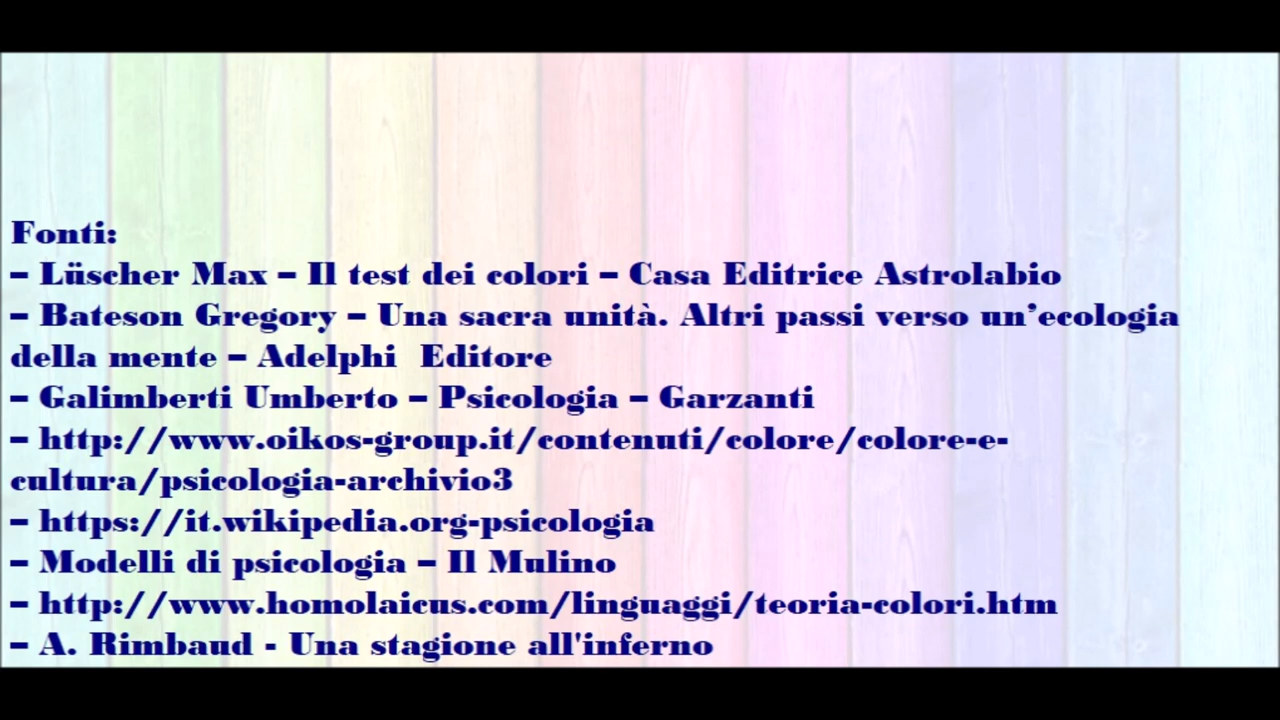 Fonti:
– Lüscher Max – Il test dei colori – Casa Editrice Astrolabio
– Bateson Gregory – Una sacra unità. Altri passi verso un’ecologia
della mente – Adelphi  Editore
– Galimberti Umberto – Psicologia – Garzanti
– http://www.oikos-group.it/contenuti/colore/colore-e-
cultura/psicologia-archivio3
– https://it.wikipedia.org-psicologia
– Modelli di psicologia – Il Mulino
– http://www.homolaicus.com/linguaggi/teoria-colori.htm
– A. Rimbaud - Una stagione all'inferno